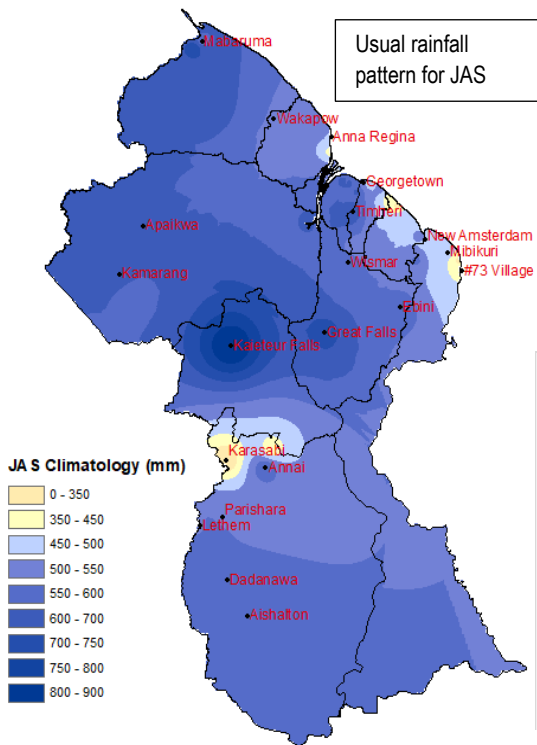 Usual rainfall
pattern for JAS
Mabaruma
Wakapow
Anna Regina
Georgetown
Timheri
Apaikwa
New Amsterdam
Mibikuri
Wismar
#73 Village
Kamarang
Ebini
Great Falls
Kaieteur Falls
Karasabi
Annai
JAS Climatology (mm)
0 - 350
350 - 450
450 - 500
500 - 550
550 - 600
600 - 700
700 - 750
750 - 800
800 - 900
Parishara
Lethem
Dadanawa
Aishalton